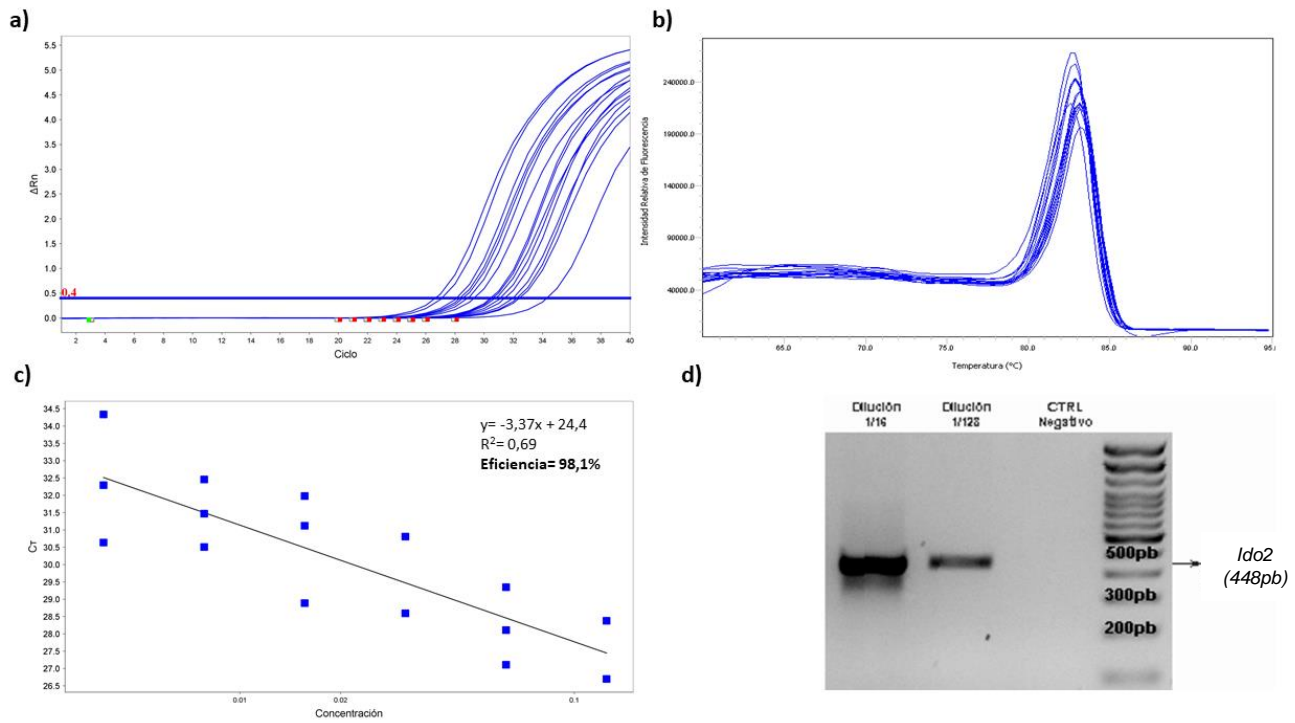 a)
ΔRn
5.5
5.0
4.5
4.0
3.5
3.0
2.5
2.0
1.5
1.0
0.5
0.0
0,4
2 4 6 8 10 12 14 16 18 20 22 24 26 28 30 32 34 36 38 40
Ciclo
b)
Intensidad Relativa de Fluorescencia
240000.0
190000.0
140000.0
90000.0
40000.0
65.0 70.0 75.0 80.0 85.0 90.0 95.0
Temperatura (°C)
c)
Cᴛ
34.5
34.0
33.5
33.0
32.5
32.0
31.5
31.0
30.5
30.0
29.5
29.0
28.5
28.0
27.5
27.0
26.5
y= -3,37x + 24,4
R²= 0,69
Eficiencia= 98,1%
0.01 0.02 0.1
Concentración
d)
Dilución Dilución CTRL
1/16 1/128 Negativo
500pb
300pb
200pb
Ido2
(448pb)